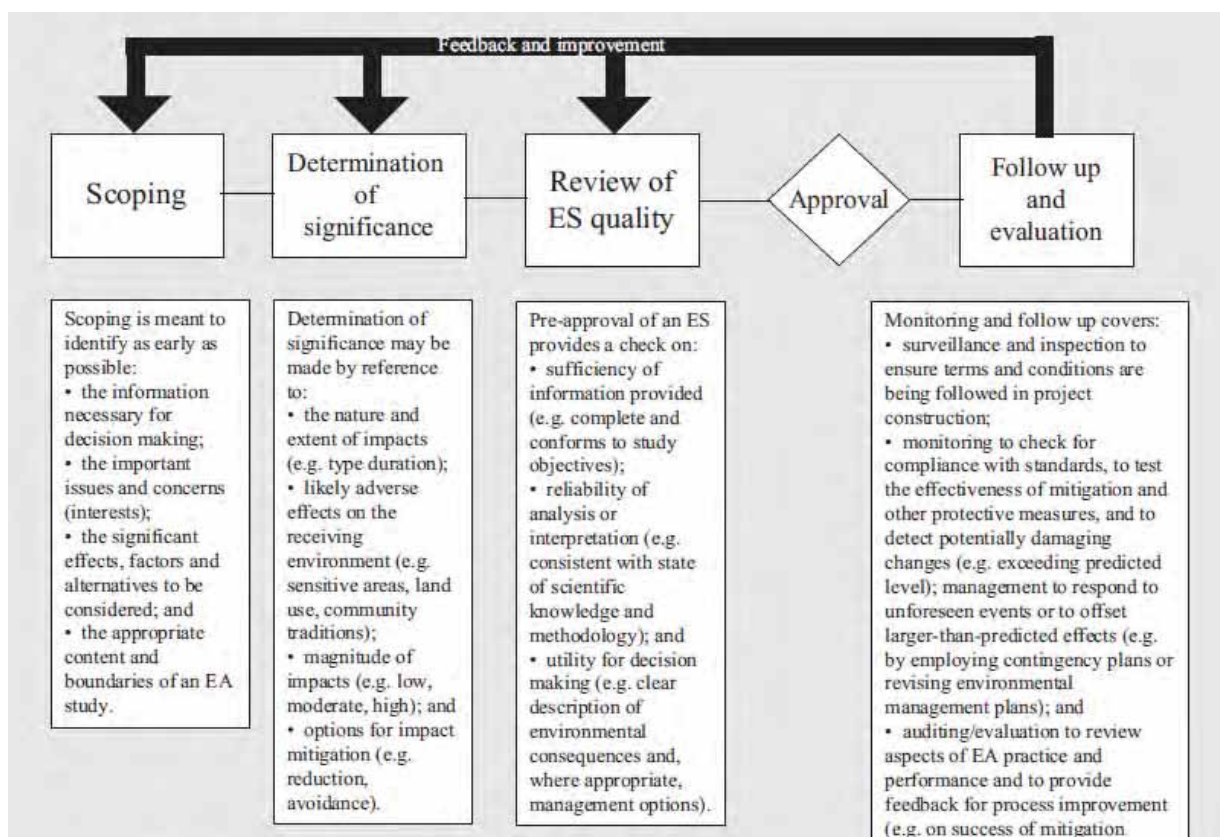 Feedback and improvement
Scoping
Determination
of
significance
Review of
ES quality
Approval
Follow up
and
evaluation
Scoping is meant to
identify as early as
possible:
• the information
necessary for
decision making;
• the important
issues and concerns
(interests);
• the significant
effects, factors and
alternatives to be
considered; and
• the appropriate
content and
boundaries of an EA
study.
Determination of
significance may be
made by reference
to:
• the nature and
extent of impacts
(e.g. type duration);
• likely adverse
effects on the
receiving
environment (e.g.
sensitive areas, land
use, community
traditions);
• magnitude of
impacts (e.g. low,
moderate, high); and
• options for impact
mitigation (e.g.
reduction,
avoidance).
Pre-approval of an ES
provides a check on:
• sufficiency of
information provided
(e.g. complete and
conforms to study
objectives);
• reliability of
analysis or
interpretation (e.g.
consistent with state
of scientific
knowledge and
methodology); and
• utility for decision
making (e.g. clear
description of
environmental
consequences and,
where appropriate,
management options).
Monitoring and follow up covers:
• surveillance and inspection to
ensure terms and conditions are
being followed in project
construction;
• monitoring to check for
compliance with standards, to test
the effectiveness of mitigation and
other protective measures, and to
detect potentially damaging
changes (e.g. exceeding predicted
level); management to respond to
unforeseen events or to offset
larger-than-predicted effects (e.g.
by employing contingency plans or
revising environmental
management plans); and
• auditing/evaluation to review
aspects of EA practice and
performance and to provide
feedback for process improvement
(e.g. on success of mitigation